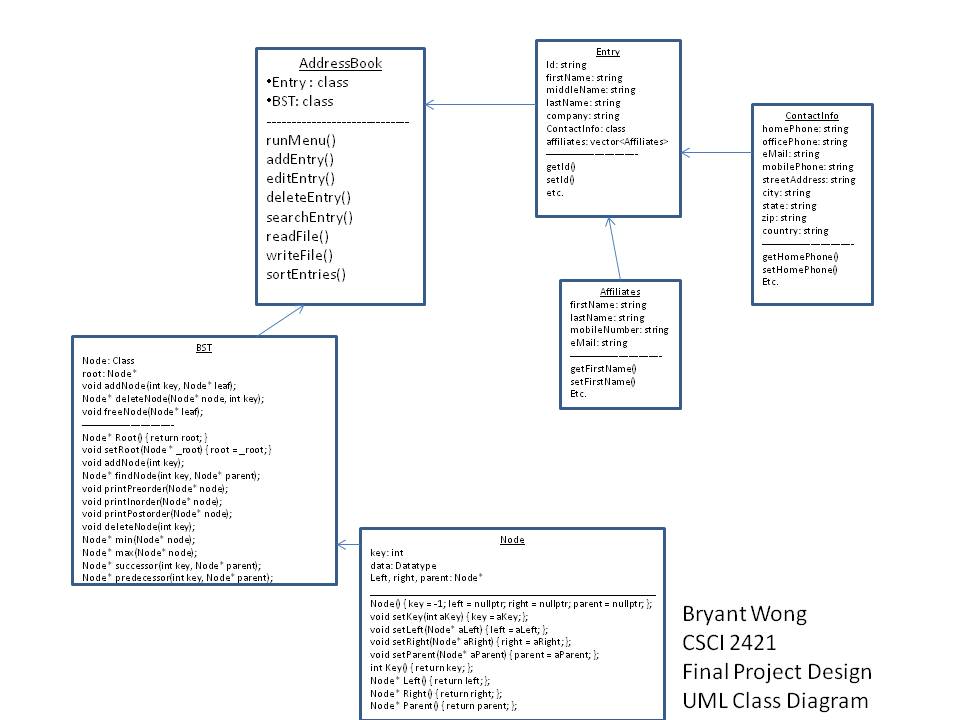 AddressBook
•Entry : class
•BST: class
-----------------------------
runMenu()
addEntry()
editEntry()
deleteEntry()
searchEntry()
readFile()
writeFile()
sortEntries()
Entry
Id: string
firstName: string
middleName: string
lastName: string
company: string
ContactInfo: class
affiliates: vector<Affiliates>
-----------------------------
getId()
setId()
etc.
ContactInfo
homePhone: string
officePhone: string
eMail: string
mobilePhone: string
streetAddress: string
city: string
state: string
zip: string
country: string
-----------------------------
getHomePhone()
setHomePhone()
Etc.
Affiliates
firstName: string
lastName: string
mobileNumber: string
eMail: string
-----------------------------
getFirstName()
setFirstName()
Etc.
BST
Node: Class
root: Node*
void addNode(int key, Node* leaf);
Node* deleteNode(Node* node, int key);
void freeNode(Node* leaf);
-----------------------------
Node* Root() { return root; }
void setRoot(Node * _root) { root = _root; }
void addNode(int key);
Node* findNode(int key, Node* parent);
void printPreorder(Node* node);
void printInorder(Node* node);
void printPostorder(Node* node);
void deleteNode(int key);
Node* min(Node* node);
Node* max(Node* node);
Node* successor(int key, Node* parent);
Node* predecessor(int key, Node* parent);
Node
key: int
data: Datatype
Left, right, parent: Node*
Node() { key = -1; left = nullptr; right = nullptr; parent = nullptr; };
void setKey(int aKey) { key = aKey; };
void setLeft(Node* aLeft) { left = aLeft; };
void setRight(Node* aRight) { right = aRight; };
void setParent(Node* aParent) { parent = aParent; };
int Key() { return key; };
Node* Left() { return left; };
Node* Right() { return right; };
Node* Parent() { return parent; };
Bryant Wong
CSCI 2421
Final Project Design
UML Class Diagram